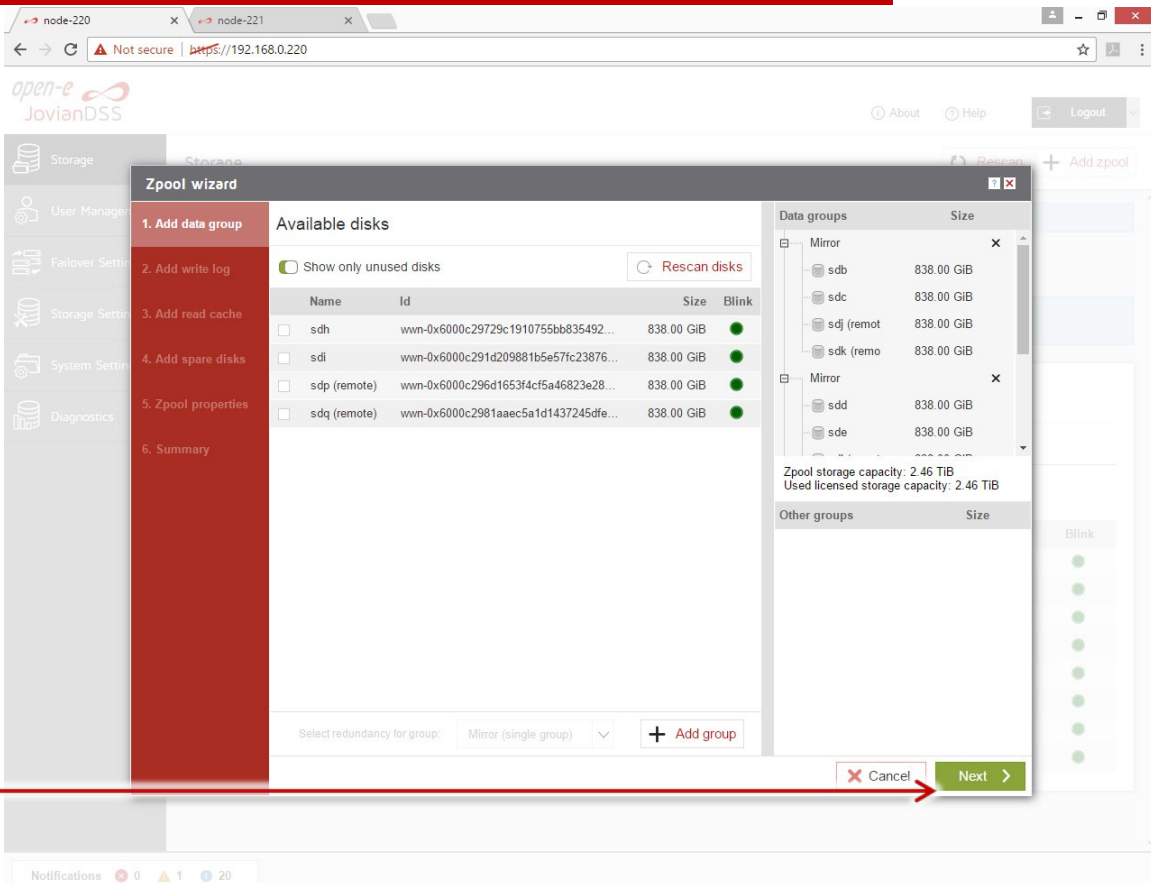 node-220
node-221
Not secure | https://192.168.0.220
open-e
JovianDSS
About
Help
Logout
Storage
Storage
Rescan
Add zpool
User Manage
Failover Settin
Storage Settin
System Settin
Diagnostics
Zpool wizard
1. Add data group
2. Add write log
3. Add read cache
4. Add spare disks
5. Zpool properties
6. Summary
Available disks
Show only unused disks
Rescan disks
Name Id Size Blink
sdh wwn-0x6000c29729c1910755bb835492... 838.00 GiB
sdi wwn-0x6000c291d209881b5e57fc23876... 838.00 GiB
sdp (remote) wwn-0x6000c296d1653f4cf5a46823e28... 838.00 GiB
sdq (remote) wwn-0x6000c2981aaec5a1d1437245dfe... 838.00 GiB
Select redundancy for group: Mirror (single group)
Add group
Data groups Size
Mirror
sdb 838.00 GiB
sdc 838.00 GiB
sdj (remot 838.00 GiB
sdk (remo 838.00 GiB
Mirror
sdd 838.00 GiB
sde 838.00 GiB
Zpool storage capacity: 2.46 TiB
Used licensed storage capacity: 2.46 TiB
Other groups Size
Blink
Cancel
Next
Notifications 0 1 20